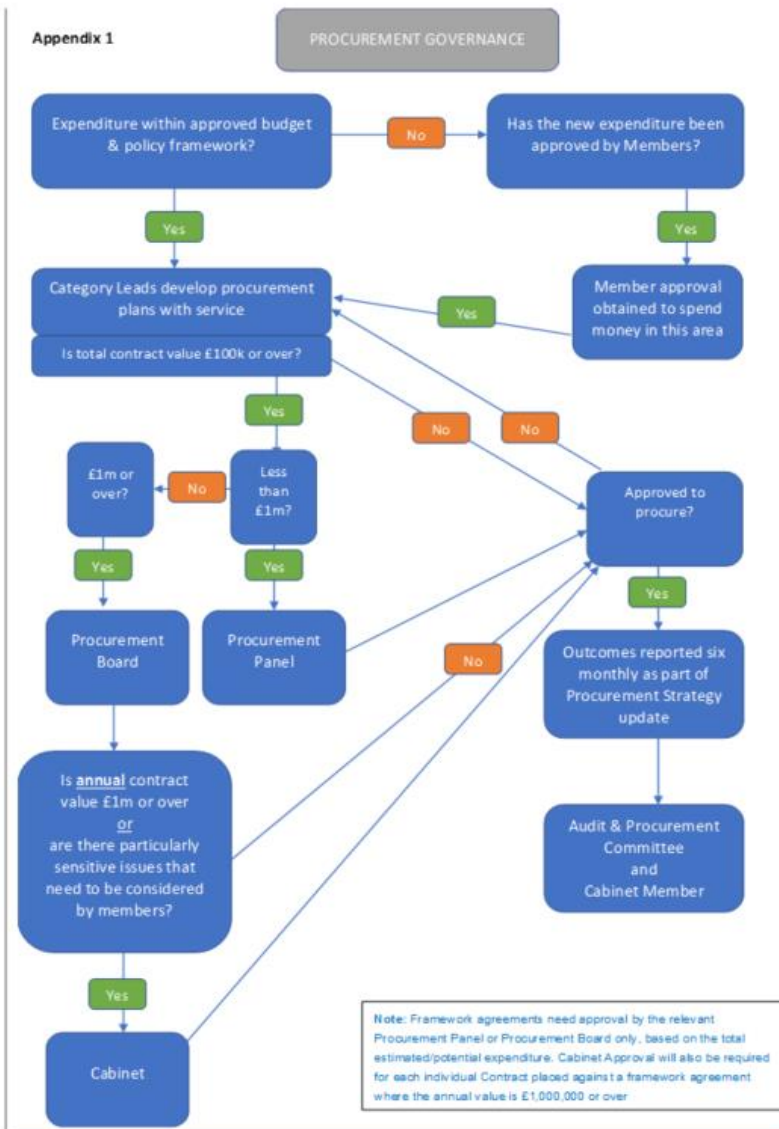 Appendix 1
PROCUREMENT GOVERNANCE
Expenditure within approved budget
& policy framework?
No
Has the new expenditure been
approved by Members?
Yes
Yes
Category Leads develop procurement
plans with service
Yes
Member approval
obtained to spend
money in this area
Is total contract value £100k or over?
Yes
No
No
£1m or
over?
No
Less
than
£1m?
Approved to
procure?
Yes
Yes
Yes
Procurement
Board
Procurement
Panel
No
Outcomes reported six
monthly as part of
Procurement Strategy
update
Is annual contract
value £1m or over
or
are there particularly
sensitive issues that
need to be considered
by members?
Audit & Procurement
Committee
and
Cabinet Member
Yes
Cabinet
Note: Framework agreements need approval by the relevant
Procurement Panel or Procurement Board only, based on the total
estimated/potential expenditure. Cabinet Approval will also be required
for each individual Contract placed against a framework agreement
where the annual value is £1,000,000 or over